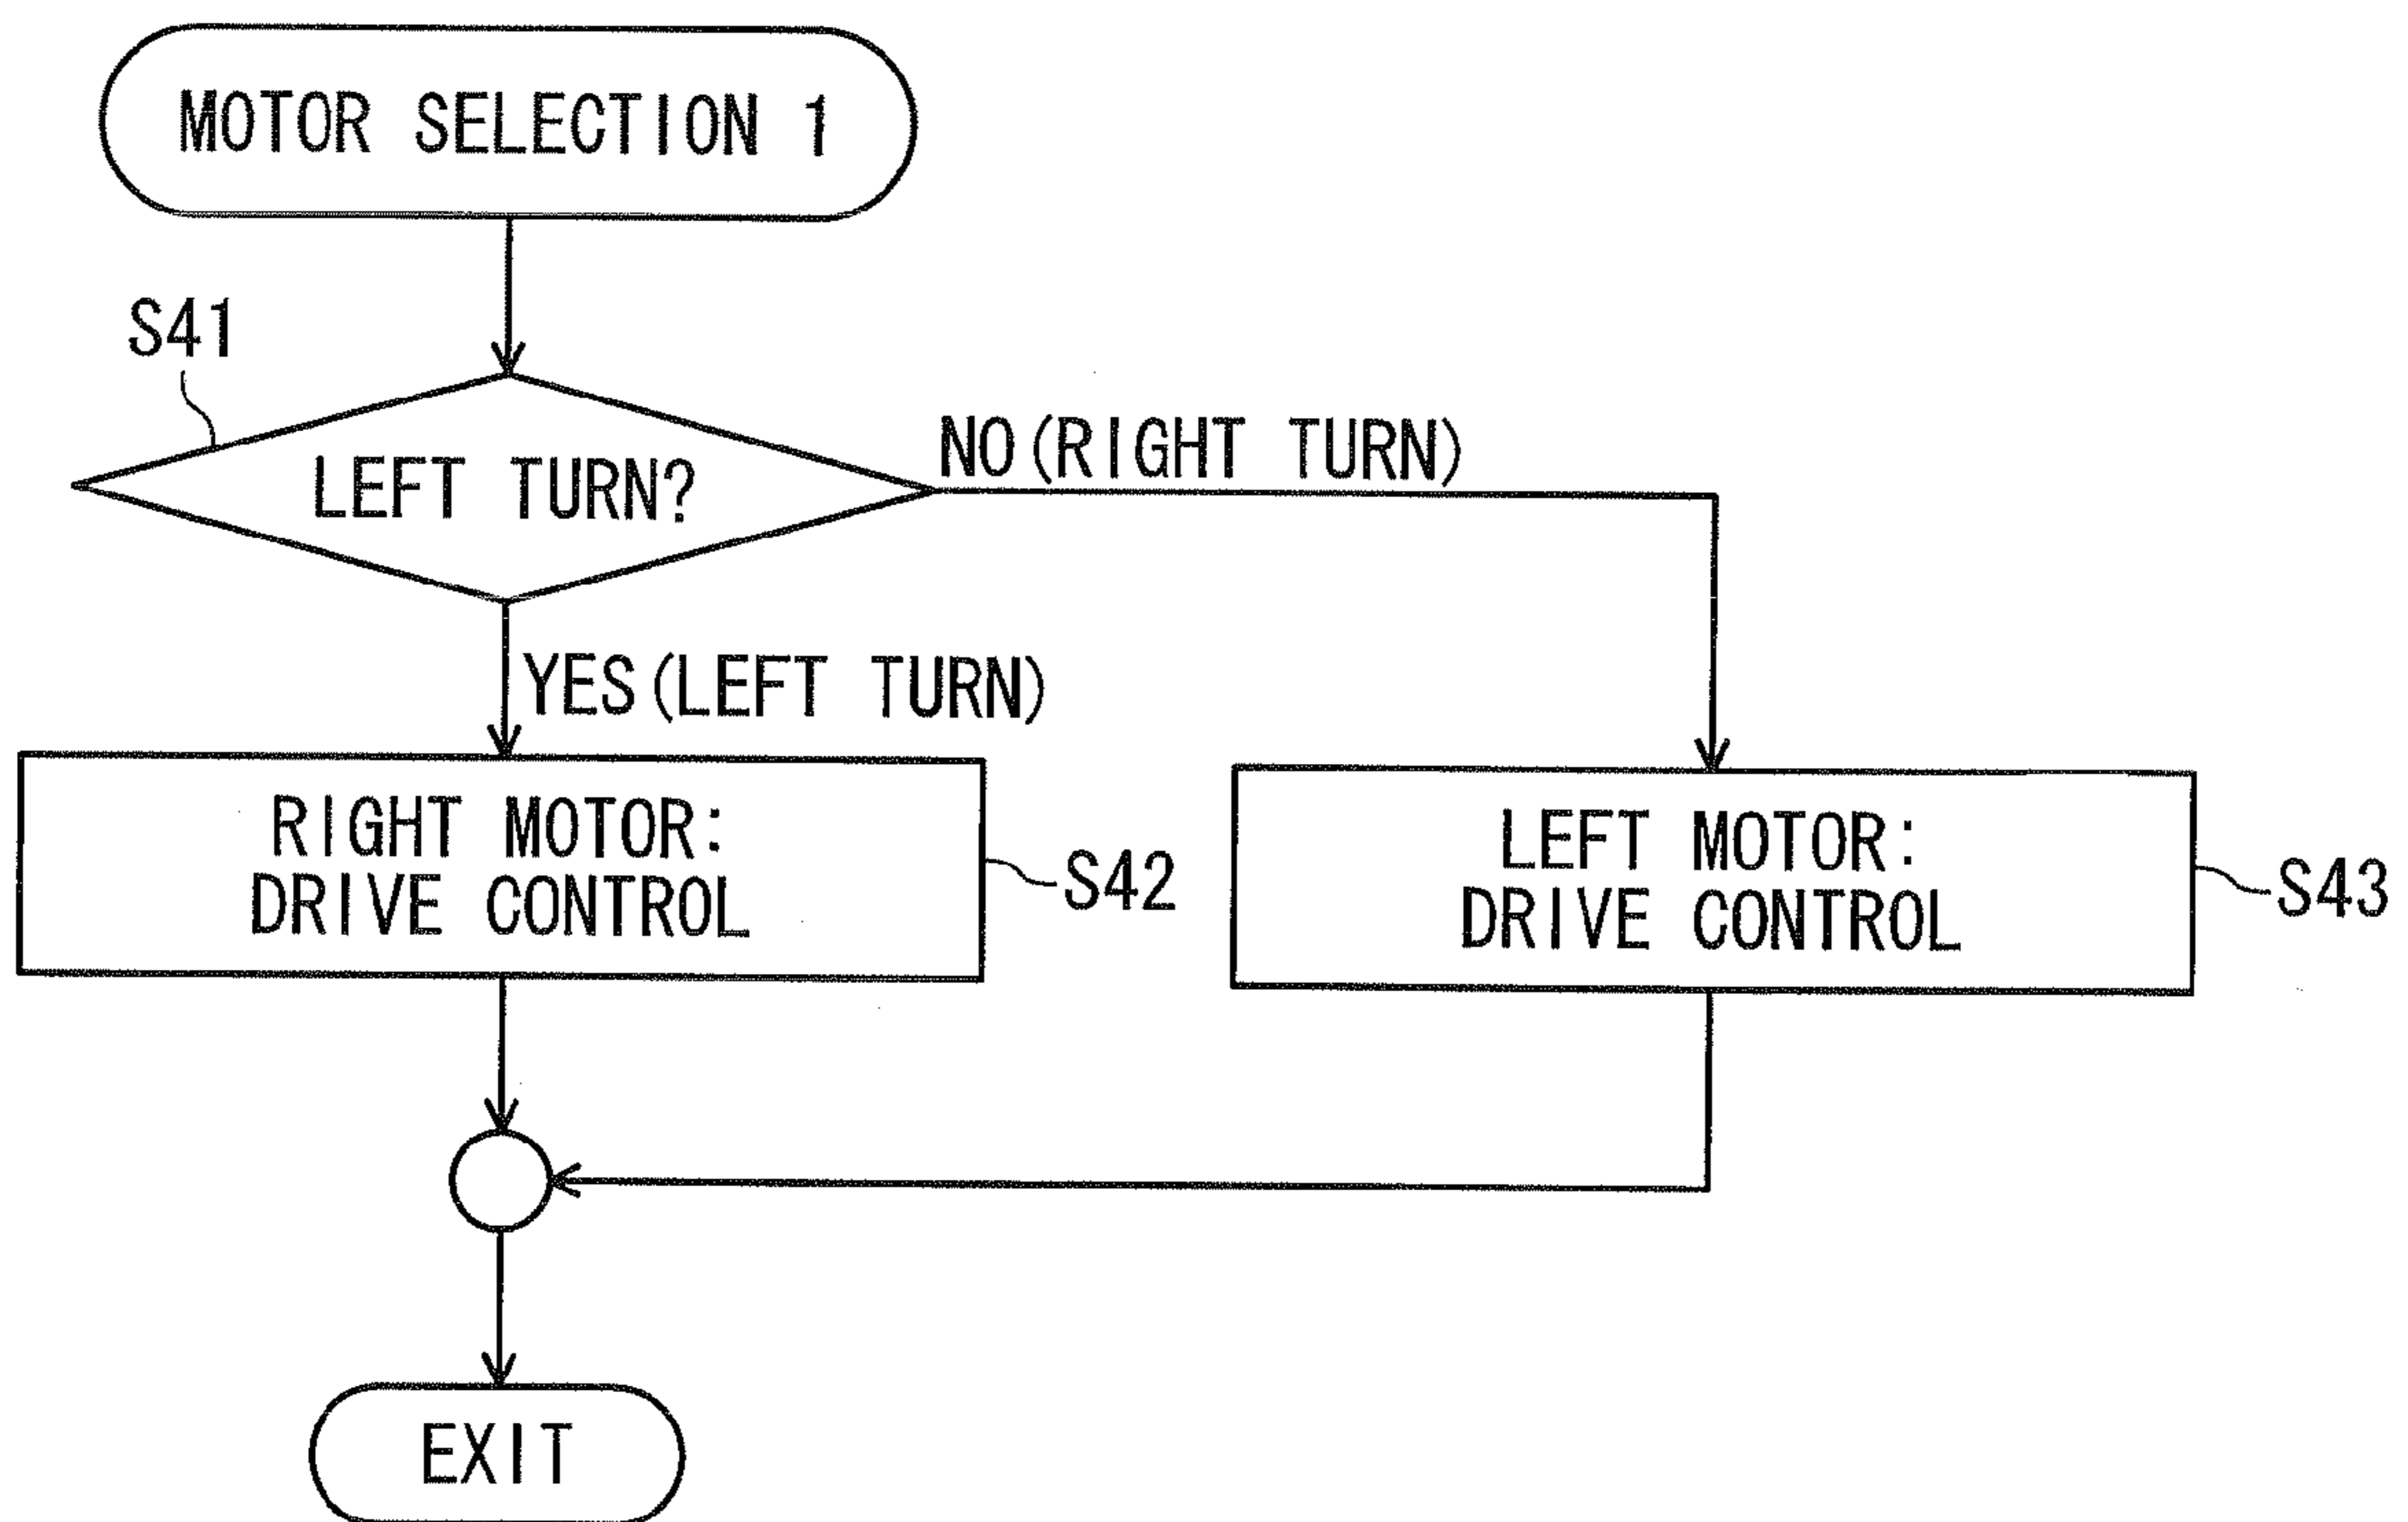 MOTOR SELECTION 1
S41
LEFT TURN?
NO(RIGHT TURN)
YES(LEFT TURN)
RIGHT MOTOR:
DRIVE CONTROL
S42
LEFT MOTOR:
DRIVE CONTROL
S43
EXIT